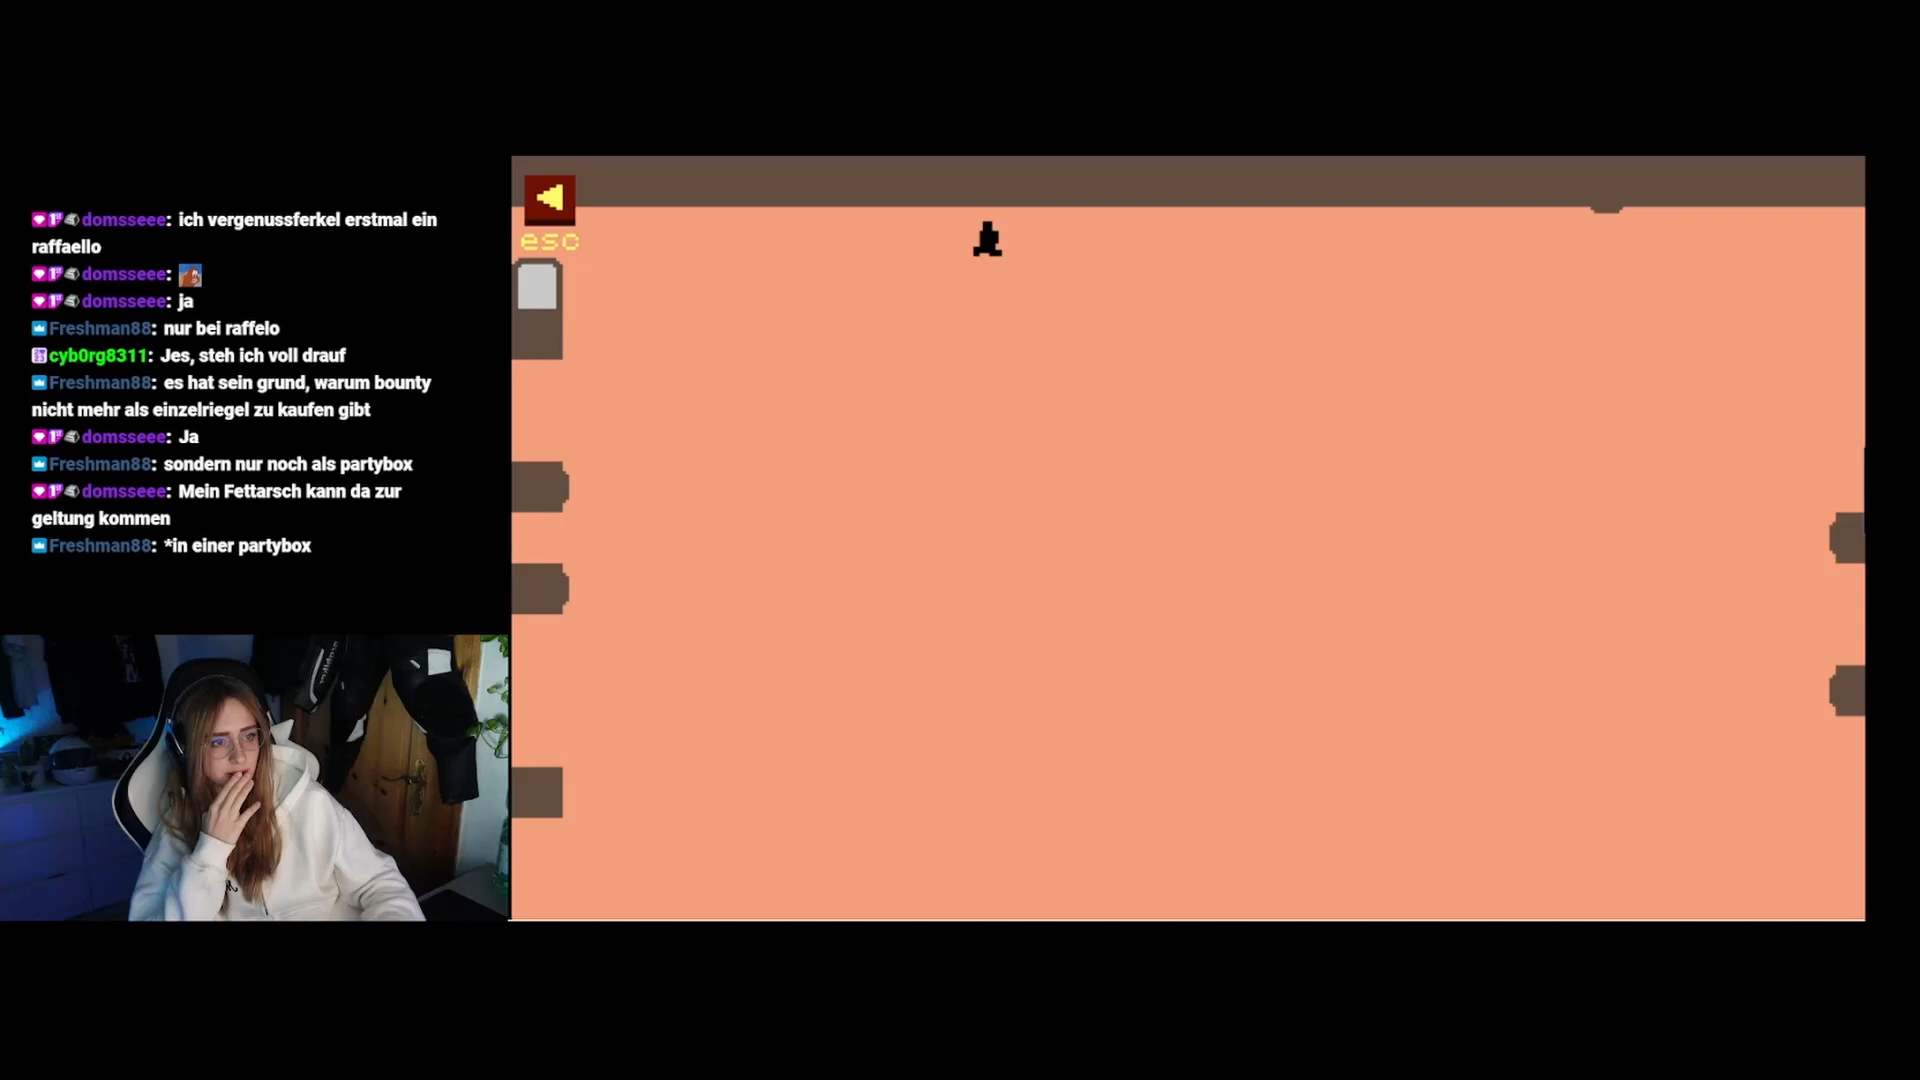 domsseee: ich vergenussferkel erstmal ein
raffaello
domsseee:
domsseee: ja
Freshman88: nur bei raffelo
cyb0rg8311: Jes, steh ich voll drauf
Freshman88: es hat sein grund, warum bounty
nicht mehr als einzelriegel zu kaufen gibt
domsseee: Ja
Freshman88: sondern nur noch als partybox
domsseee: Mein Fettarsch kann da zur
geltung kommen
Freshman88: *in einer partybox
esc